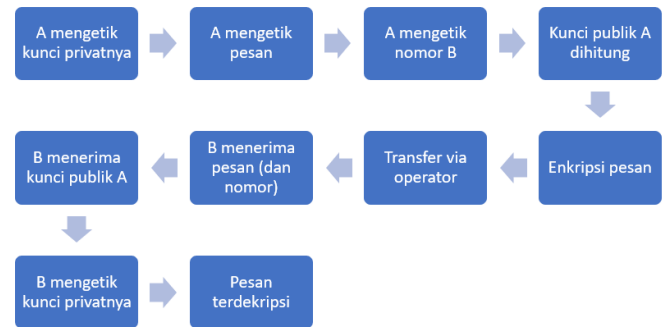 A mengetik
kunci privatnya
A mengetik
pesan
A mengetik
nomor B
Kunci publik A
dihitung
Enkripsi pesan
Transfer via
operator
B menerima
pesan (dan
nomor)
B menerima
kunci publik A
B mengetik
kunci privatnya
Pesan
terdekripsi